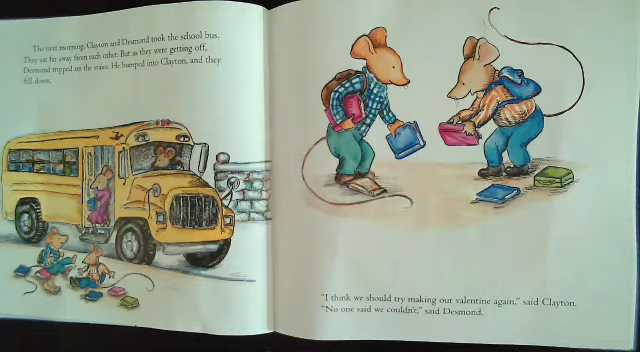 The next morning, Clayton and Desmond took the school bus.
They sat far away from each other. But as they were getting off,
Desmond tripped on the stairs. He bumped into Clayton, and they
fell down.
"I think we should try making our valentine again," said Clayton.
"No one said we couldn't," said Desmond.